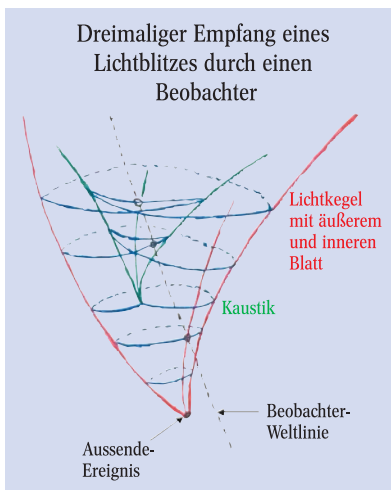 Dreimaliger Empfang eines
Lichtblitzes durch einen
Beobachter
Lichtkegel
mit äußerem
und inneren
Blatt
Kaustik
Beobachter-
Weltlinie
Aussende-
Ereignis